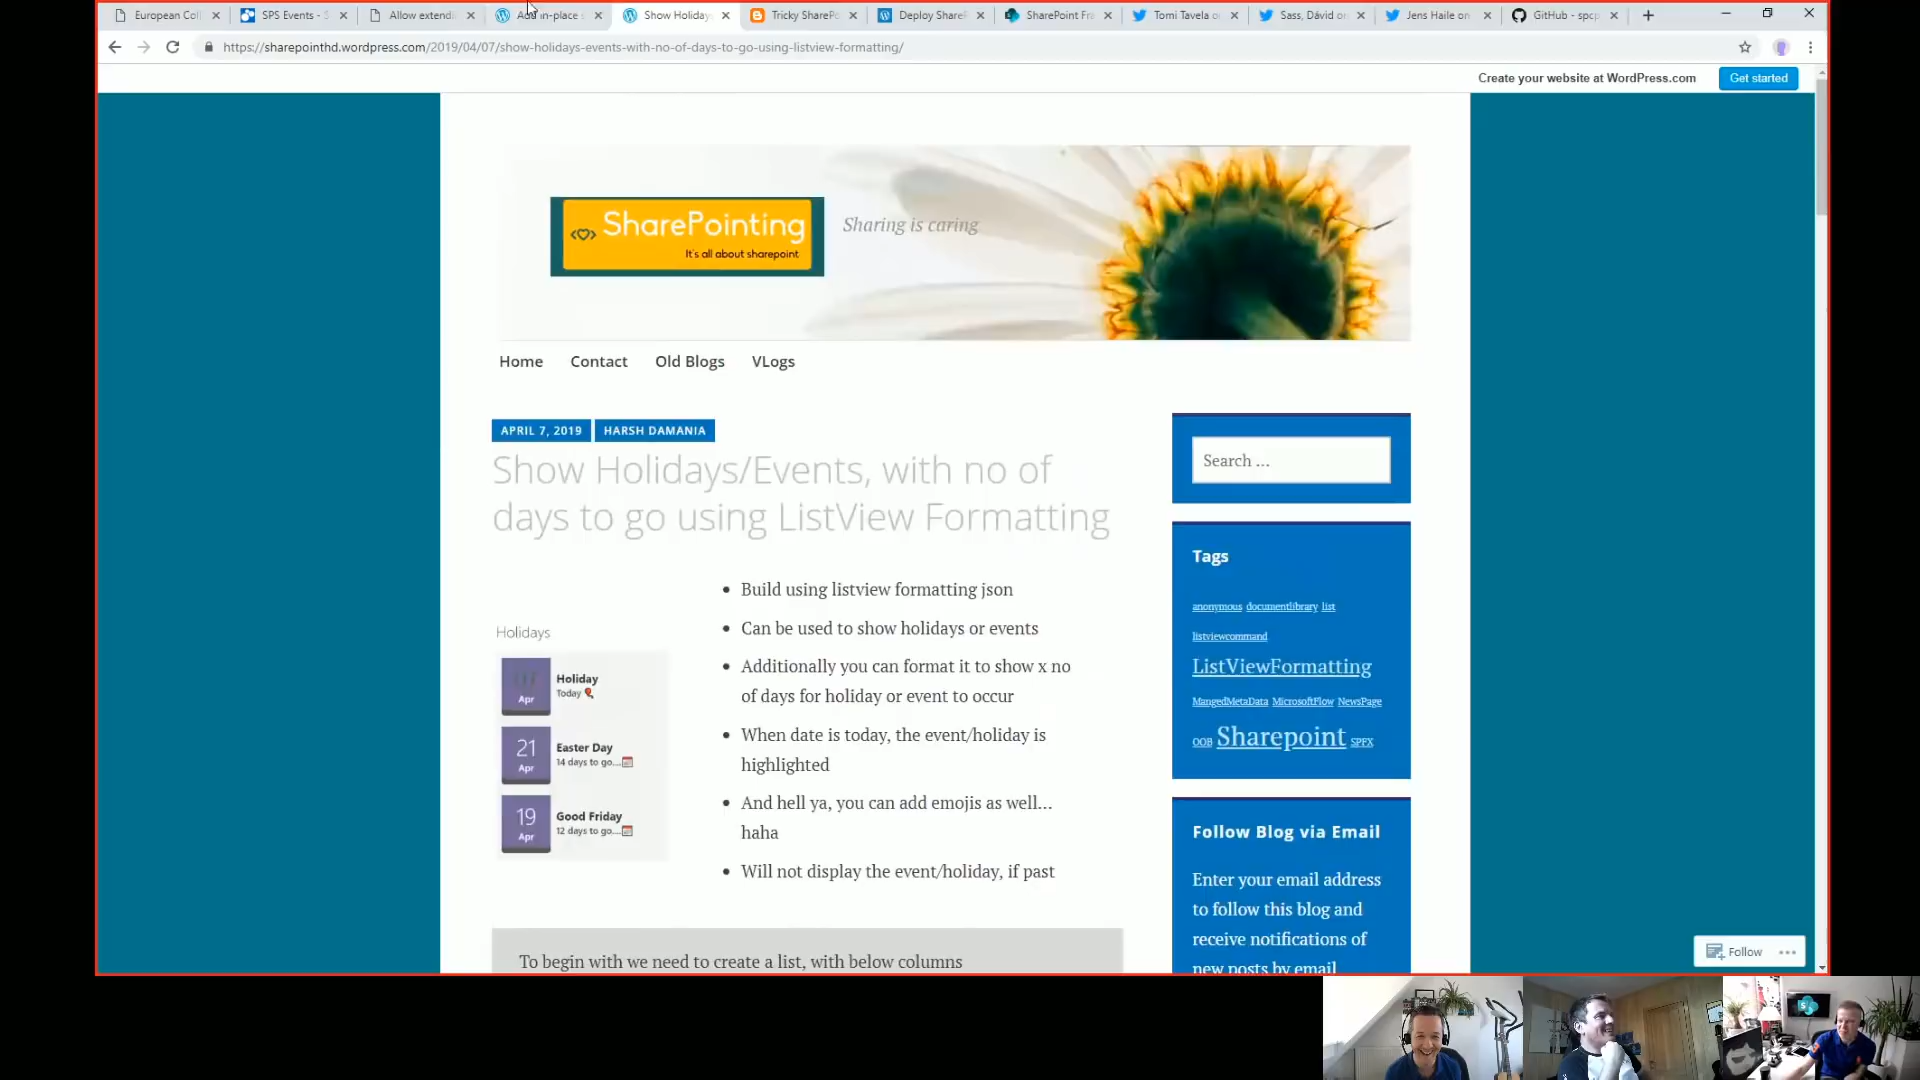 European Col
SPS Events - S
Allow extendi
in-place s
Show Holiday
Tricky ShareP
Deploy Share
SharePoint Fra
Tomi Tavela o
Sass, Dávid on
Jens Haile on
GitHub - spcp
https://sharepointhd.wordpress.com/2019/04/07/show-holidays-events-with-no-of-days-to-go-using-listview-formatting/
Create your website at WordPress.com
Get started
SharePointing
It's all about sharepoint
Sharing is caring
Home Contact Old Blogs VLogs
APRIL 7, 2019 HARSH DAMANIA
Show Holidays/Events, with no of
days to go using ListView Formatting
Holidays
07
Apr
Holiday
Today
21
Apr
Easter Day
14 days to go....
19
Apr
Good Friday
12 days to go....
• Build using listview formatting json
• Can be used to show holidays or events
• Additionally you can format it to show x no
of days for holiday or event to occur
• When date is today, the event/holiday is
highlighted
• And hell ya, you can add emojis as well…
haha
• Will not display the event/holiday, if past
To begin with we need to create a list, with below columns
Search …
Tags
anonymous documentlibrary list
listviewcommand
ListViewFormatting
MangedMetaData MicrosoftFlow NewsPage
OOB Sharepoint SPFX
Follow Blog via Email
Enter your email address
to follow this blog and
receive notifications of
new posts by email
Follow